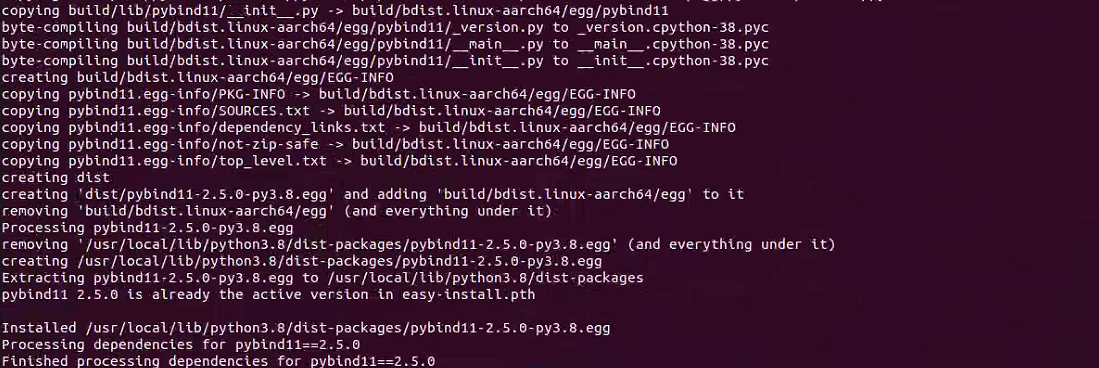 copying build/lib/pybind11/__init__.py -> build/bdist.linux-aarch64/egg/pybind11
byte-compiling build/bdist.linux-aarch64/egg/pybind11/_version.py to _version.cpython-38.pyc
byte-compiling build/bdist.linux-aarch64/egg/pybind11/__main__.py to __main__.cpython-38.pyc
byte-compiling build/bdist.linux-aarch64/egg/pybind11/__init__.py to __init__.cpython-38.pyc
creating build/bdist.linux-aarch64/egg/EGG-INFO
copying pybind11.egg-info/PKG-INFO -> build/bdist.linux-aarch64/egg/EGG-INFO
copying pybind11.egg-info/SOURCES.txt -> build/bdist.linux-aarch64/egg/EGG-INFO
copying pybind11.egg-info/dependency_links.txt -> build/bdist.linux-aarch64/egg/EGG-INFO
copying pybind11.egg-info/not-zip-safe -> build/bdist.linux-aarch64/egg/EGG-INFO
copying pybind11.egg-info/top_level.txt -> build/bdist.linux-aarch64/egg/EGG-INFO
creating dist
creating 'dist/pybind11-2.5.0-py3.8.egg' and adding 'build/bdist.linux-aarch64/egg' to it
removing 'build/bdist.linux-aarch64/egg' (and everything under it)
Processing pybind11-2.5.0-py3.8.egg
removing '/usr/local/lib/python3.8/dist-packages/pybind11-2.5.0-py3.8.egg' (and everything under it)
creating /usr/local/lib/python3.8/dist-packages/pybind11-2.5.0-py3.8.egg
Extracting pybind11-2.5.0-py3.8.egg to /usr/local/lib/python3.8/dist-packages
pybind11 2.5.0 is already the active version in easy-install.pth

Installed /usr/local/lib/python3.8/dist-packages/pybind11-2.5.0-py3.8.egg
Processing dependencies for pybind11==2.5.0
Finished processing dependencies for pybind11==2.5.0